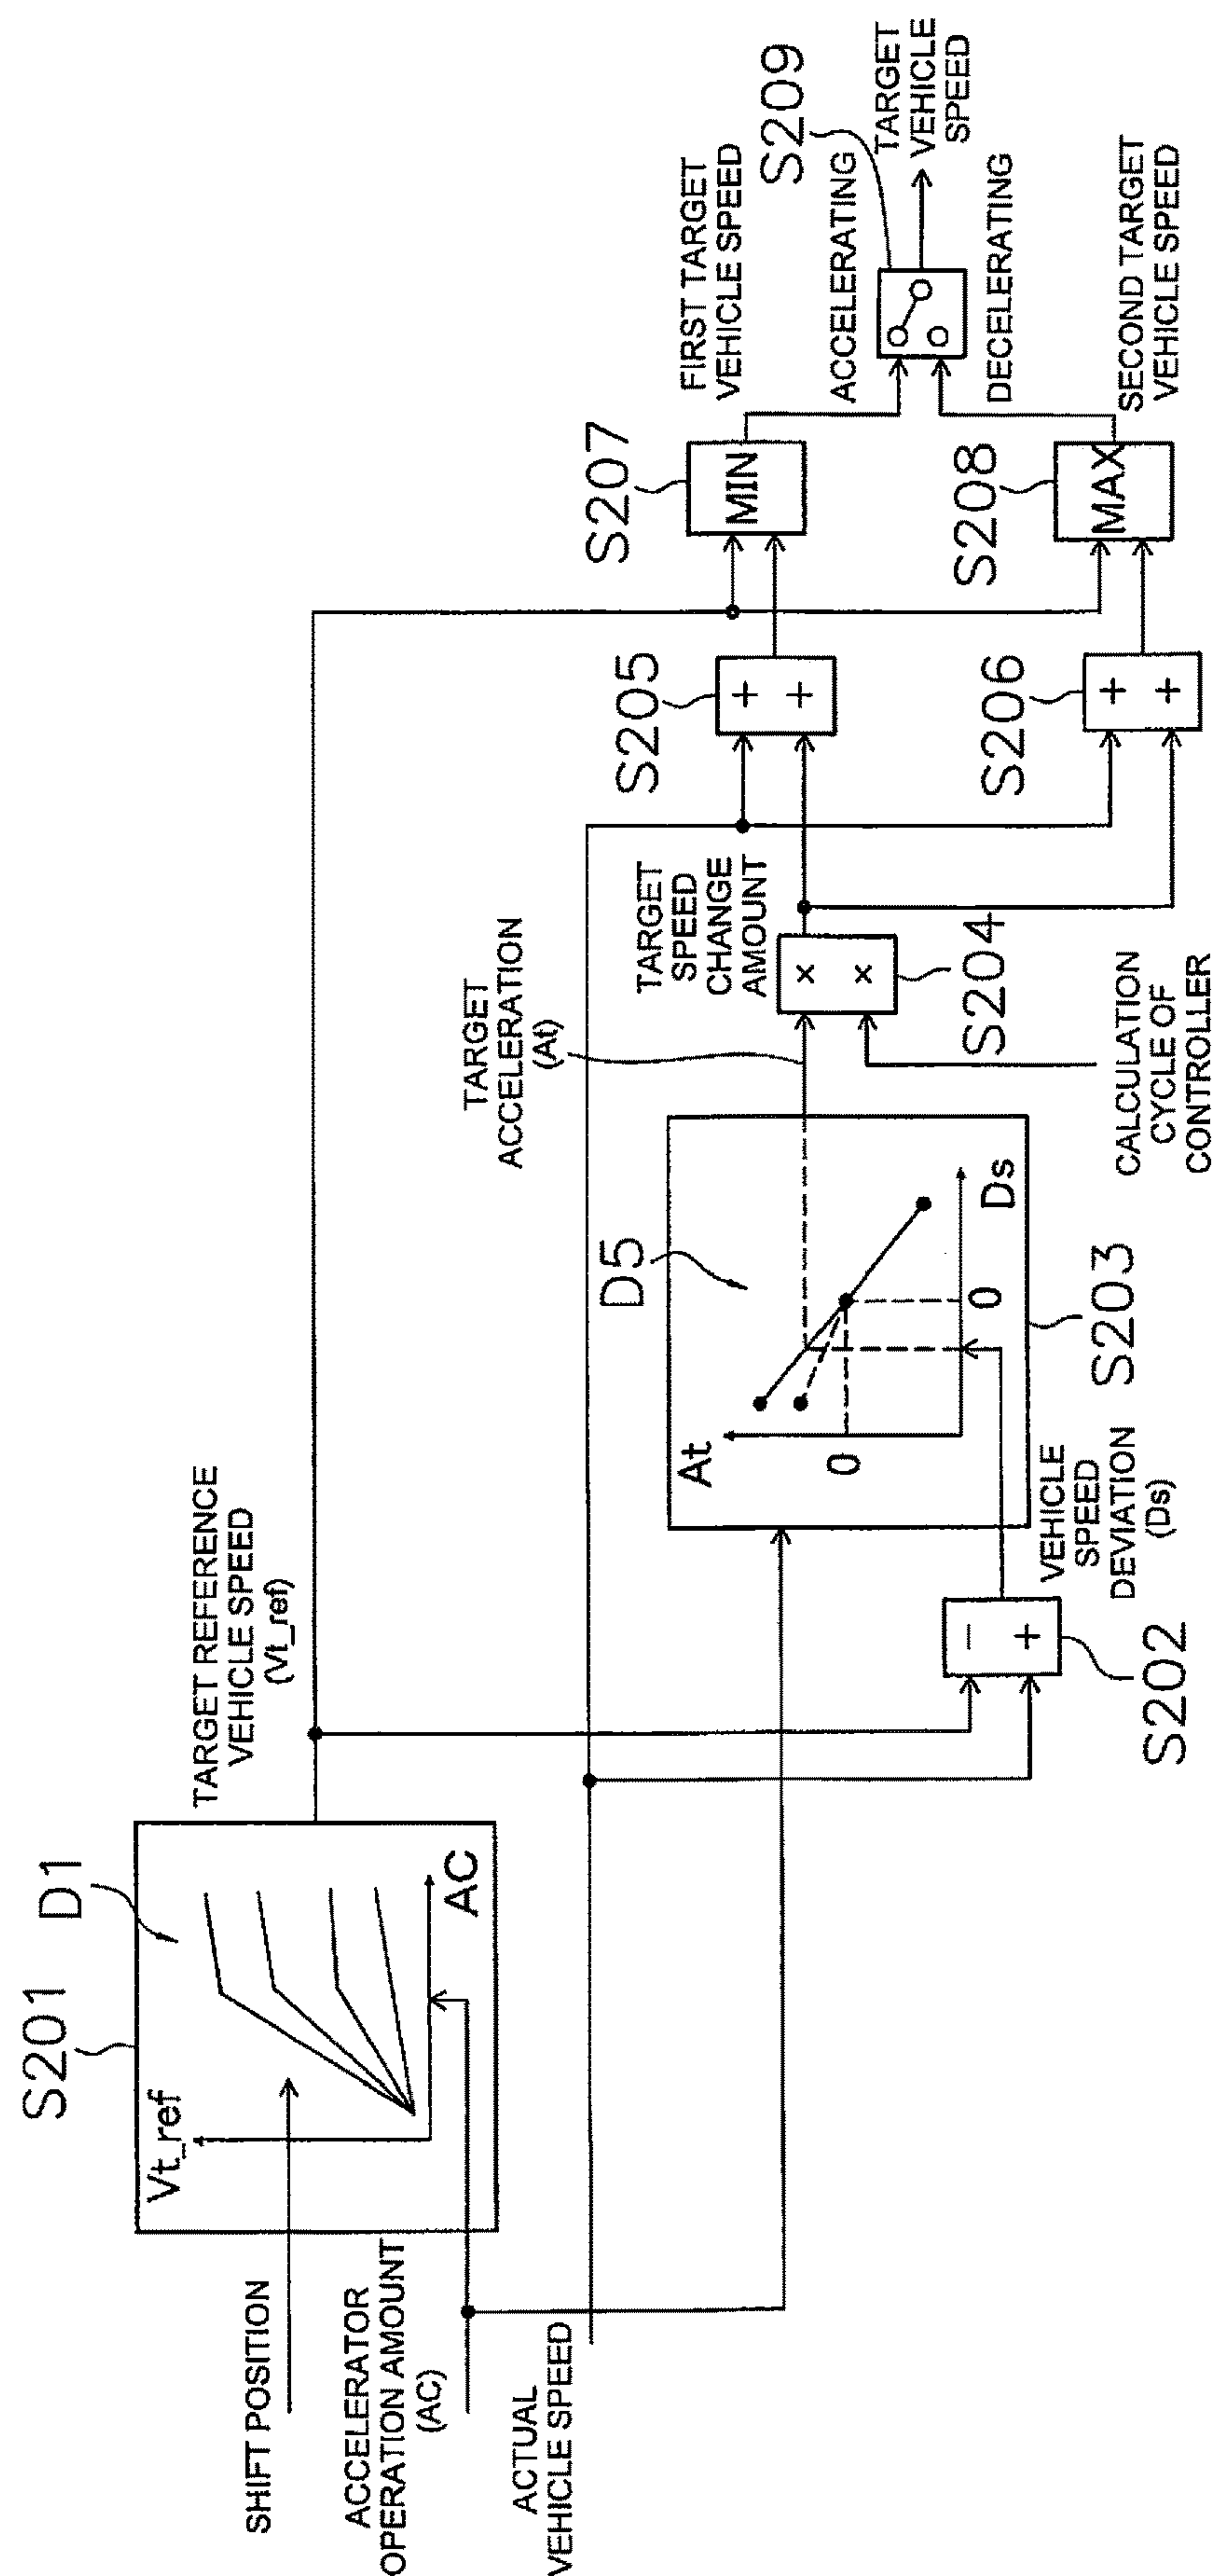 S201
D1
Vt_ref
AC
SHIFT POSITION
ACCELERATOR
OPERATION AMOUNT
(AC)
ACTUAL
VEHICLE SPEED
TARGET REFERENCE
VEHICLE SPEED
(Vt_ref)
-
+
S202
VEHICLE
SPEED
DEVIATION
(Ds)
D5
At
0
0
Ds
S203
TARGET
ACCELERATION
(At)
CALCULATION
CYCLE OF
CONTROLLER
×
×
S204
TARGET
SPEED
CHANGE
AMOUNT
S205
+
+
S206
+
+
S207
MIN
S208
MAX
FIRST TARGET
VEHICLE SPEED
ACCELERATING
DECELERATING
SECOND TARGET
VEHICLE SPEED
S209
TARGET
VEHICLE
SPEED